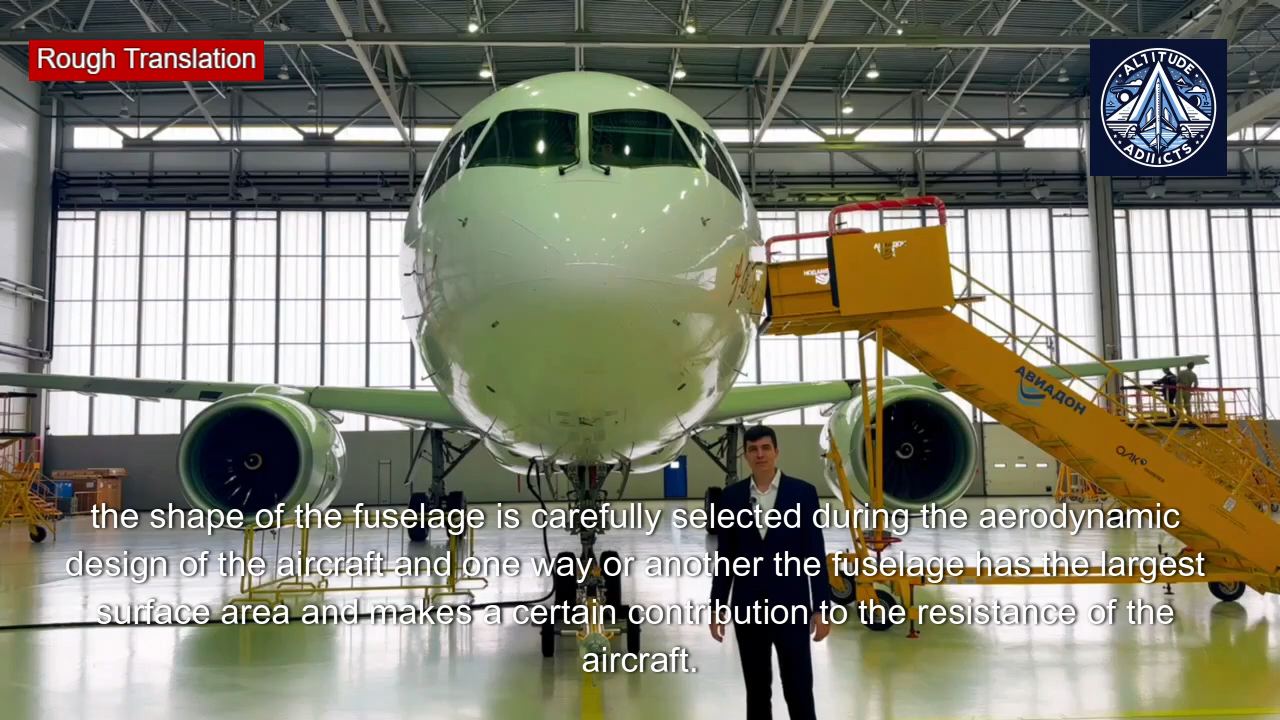 Rough Translation
ALTITUDE
ADIICTS
АВИАДОН
ОАК
the shape of the fuselage is carefully selected during the aerodynamic
design of the aircraft and one way or another the fuselage has the largest
surface area and makes a certain contribution to the resistance of the
aircraft.